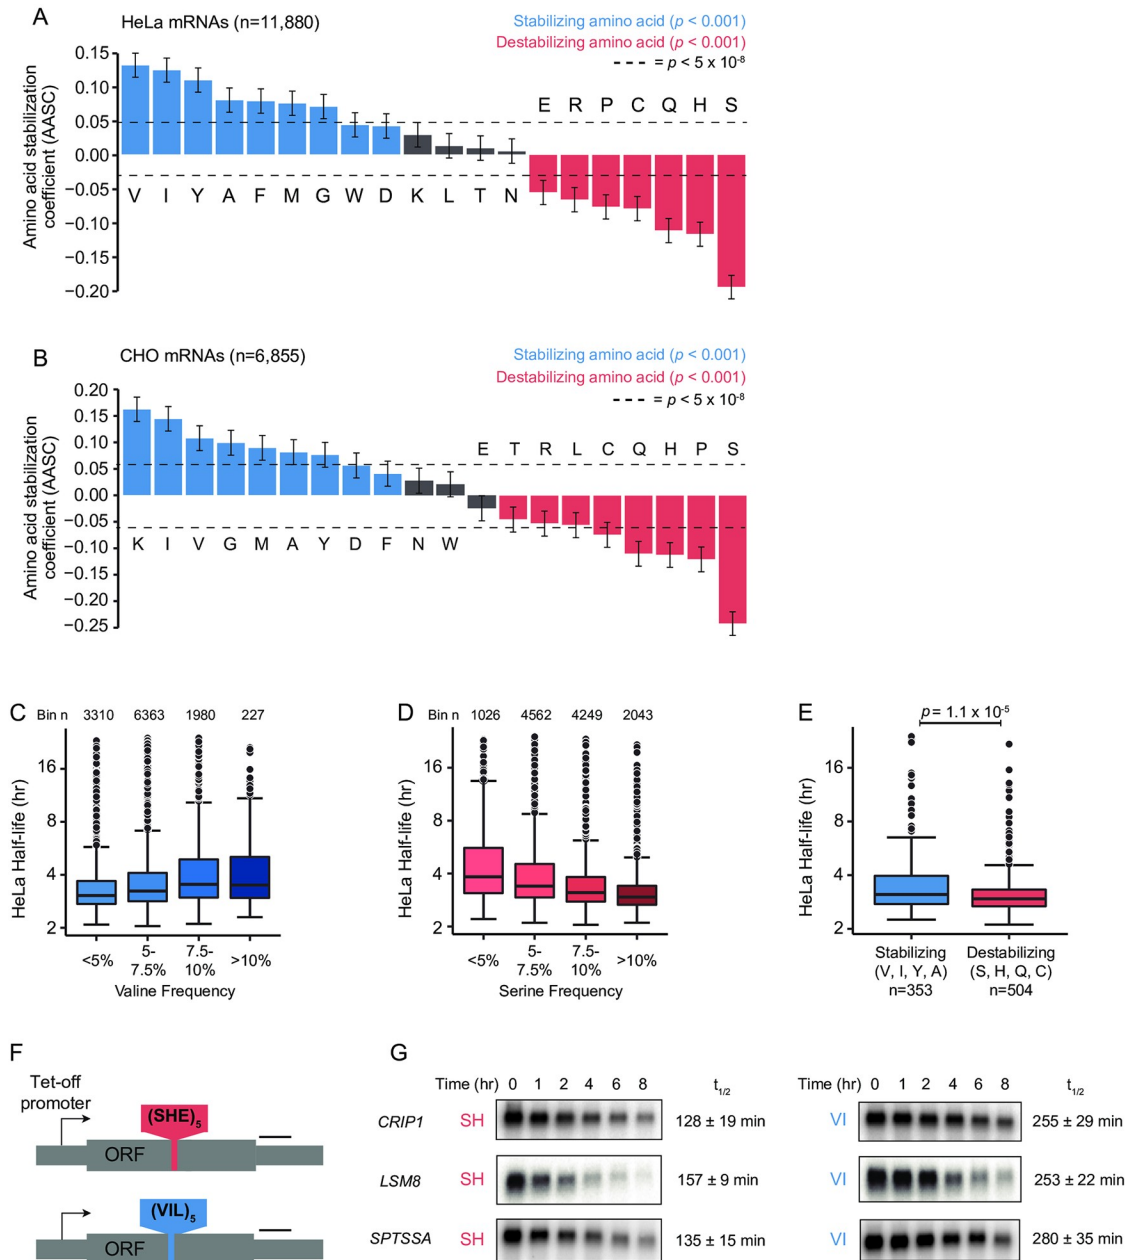 A
HeLa mRNAs (n=11,880)
Stabilizing amino acid (p < 0.001)
Destabilizing amino acid (p < 0.001)
= p < 5 x 10⁻⁸
Amino acid stabilization
coefficient (AASC)
0.15
0.10
0.05
0.00
−0.05
−0.10
−0.15
−0.20
E R P C Q H S
V I Y A F M G W D K L T N
B
CHO mRNAs (n=6,855)
Stabilizing amino acid (p < 0.001)
Destabilizing amino acid (p < 0.001)
= p < 5 x 10⁻⁸
Amino acid stabilization
coefficient (AASC)
0.20
0.15
0.10
0.05
0.00
−0.05
−0.10
−0.15
−0.20
−0.25
E T R L C Q H P S
K I V G M A Y D F N W
C
Bin n 3310 6363 1980 227
HeLa Half-life (hr)
16
8
4
2
<5% 5-7.5% 7.5-10% >10%
Valine Frequency
D
Bin n 1026 4562 4249 2043
HeLa Half-life (hr)
16
8
4
2
<5% 5-7.5% 7.5-10% >10%
Serine Frequency
E
p = 1.1 x 10⁻⁵
HeLa Half-life (hr)
16
8
4
2
Stabilizing
(V, I, Y, A)
n=353
Destabilizing
(S, H, Q, C)
n=504
F
Tet-off
promoter
(SHE)₅
ORF
(VIL)₅
ORF
G
Time (hr) 0 1 2 4 6 8 t1/2
CRIP1 SH 128 ± 19 min
LSM8 SH 157 ± 9 min
SPTSSA SH 135 ± 15 min
Time (hr) 0 1 2 4 6 8 t1/2
VI 255 ± 29 min
VI 253 ± 22 min
VI 280 ± 35 min